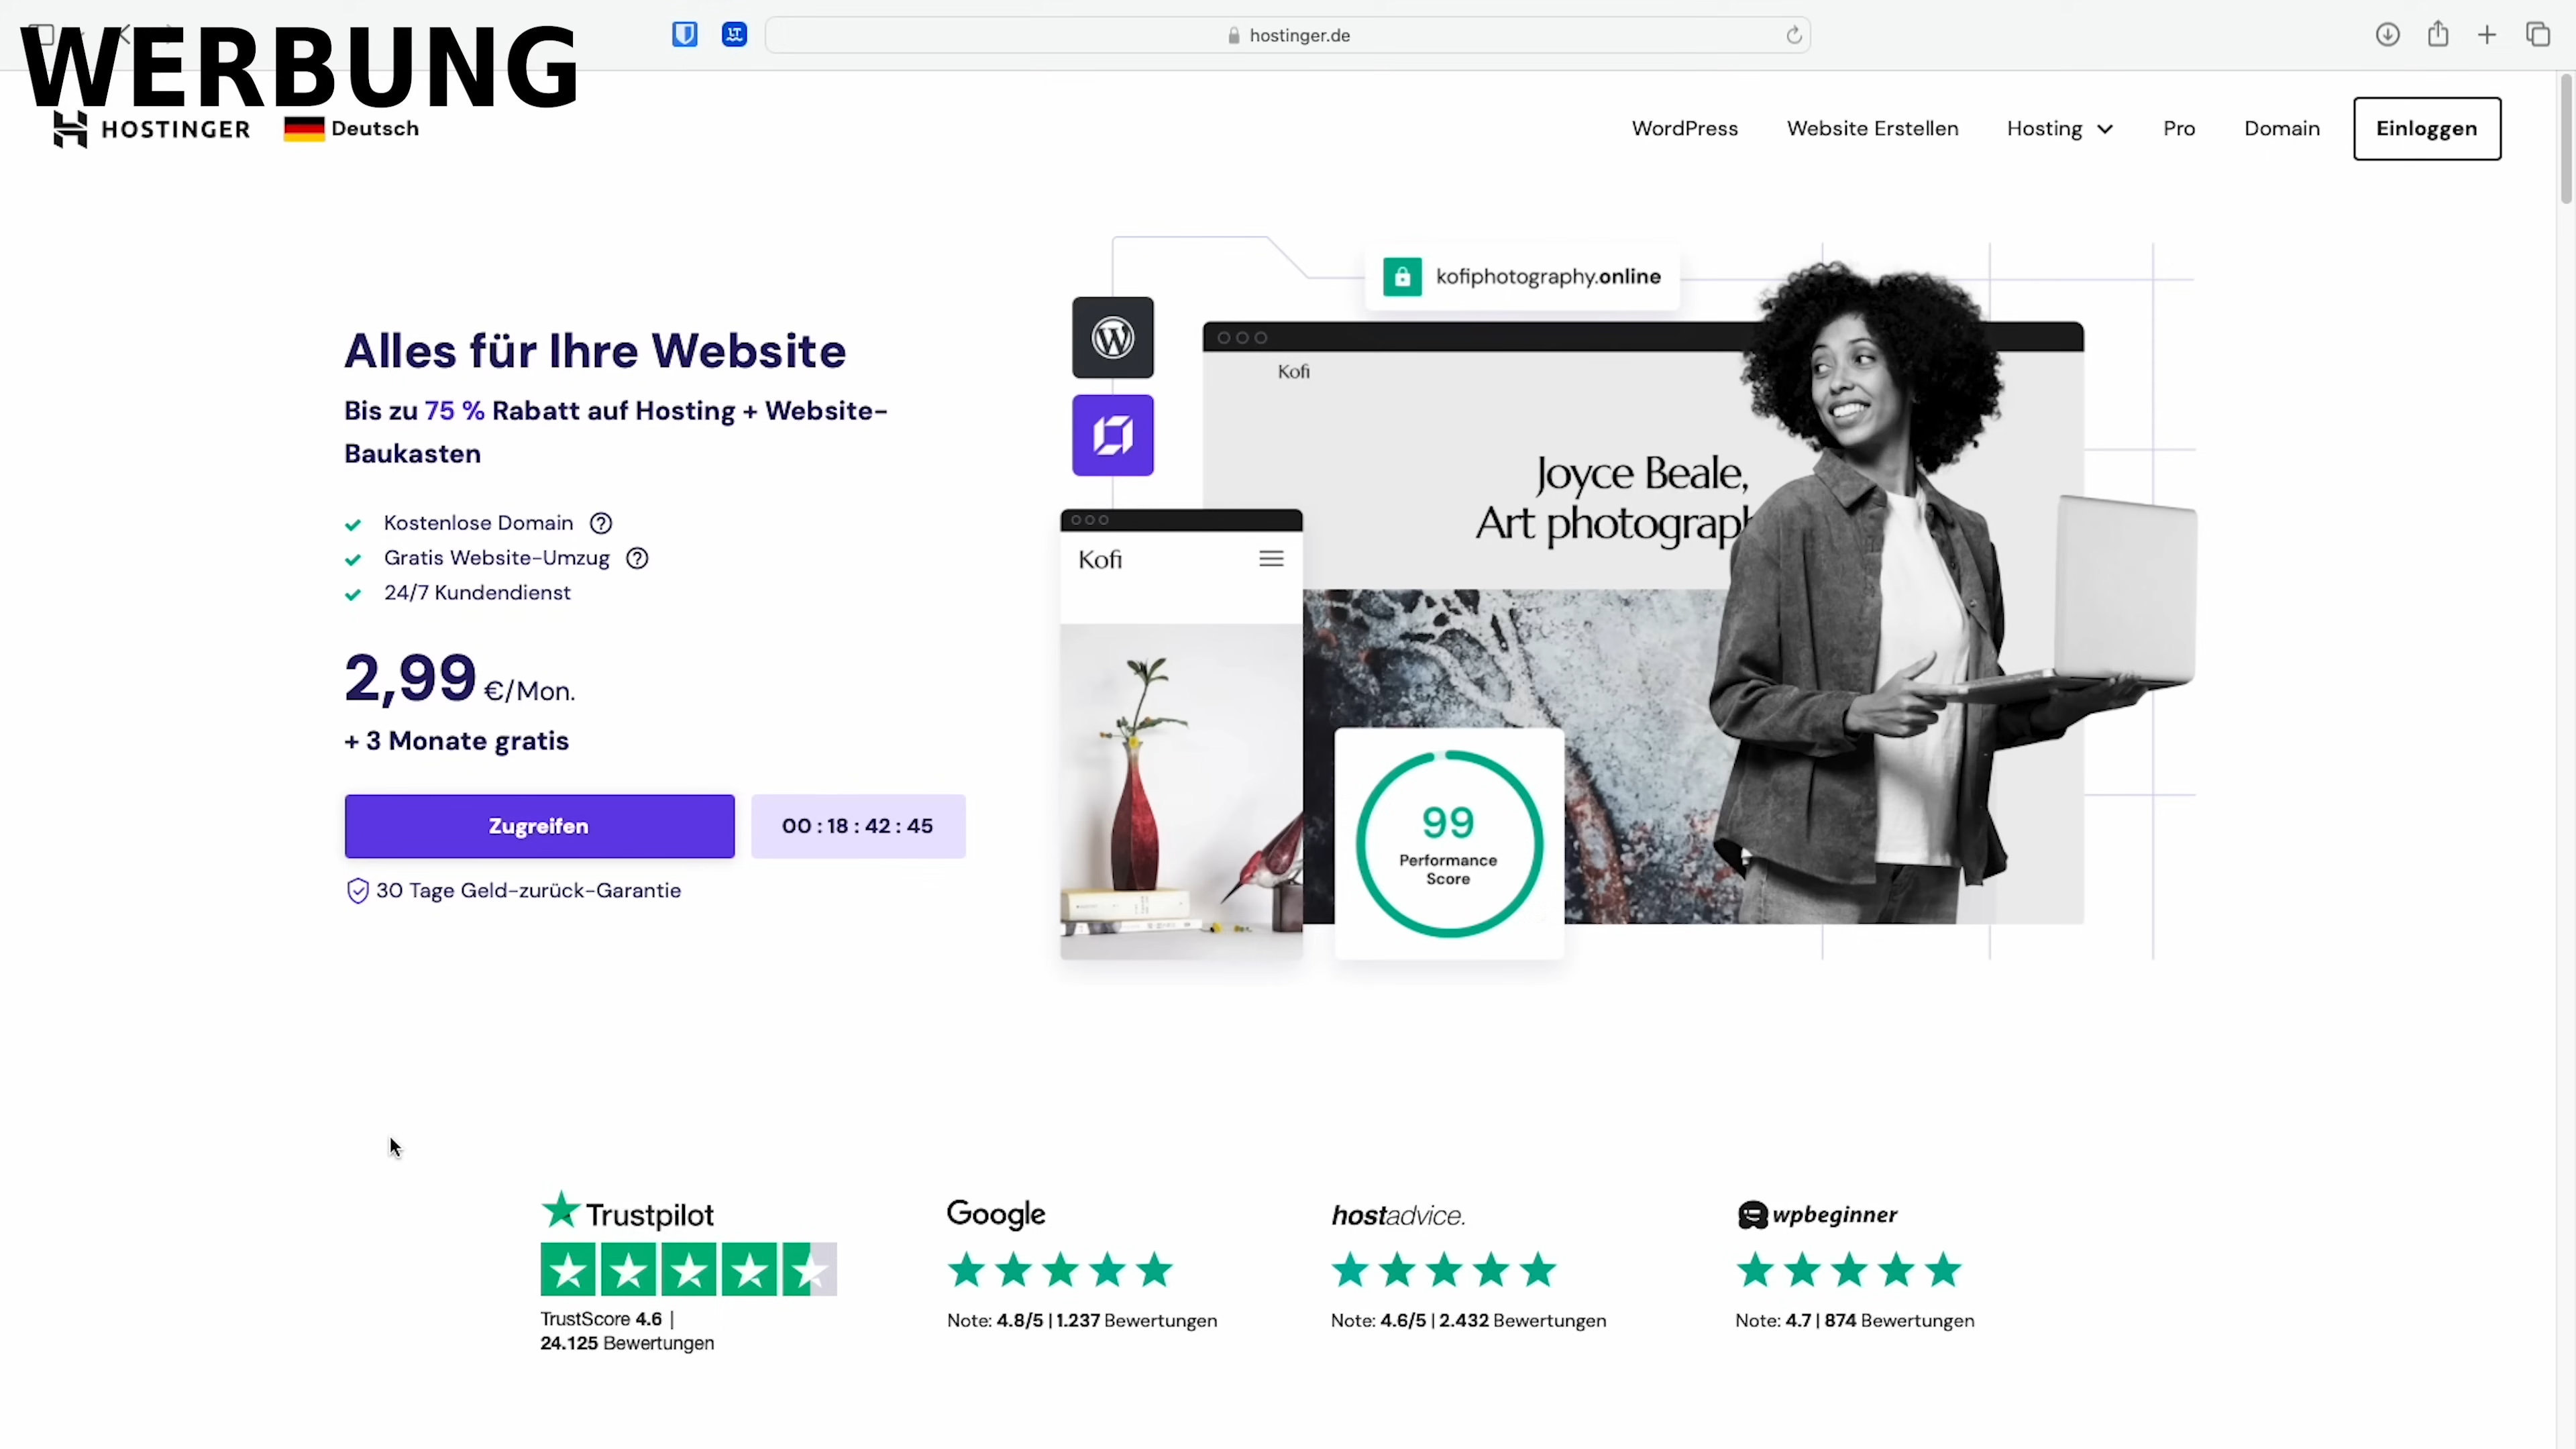 WERBUNG
hostinger.de
HOSTINGER
Deutsch
WordPress
Website Erstellen
Hosting
Pro
Domain
Einloggen
Alles für Ihre Website
Bis zu 75 % Rabatt auf Hosting + Website-
Baukasten
Kostenlose Domain
Gratis Website-Umzug
24/7 Kundendienst
2,99 €/Mon.
+ 3 Monate gratis
Zugreifen
00 : 18 : 42 : 45
30 Tage Geld-zurück-Garantie
kofiphotography.online
Kofi
Joyce Beale,
Art photograph
Kofi
99
Performance
Score
Trustpilot
TrustScore 4.6 |
24.125 Bewertungen
Google
Note: 4.8/5 | 1.237 Bewertungen
hostadvice.
Note: 4.6/5 | 2.432 Bewertungen
wpbeginner
Note: 4.7 | 874 Bewertungen